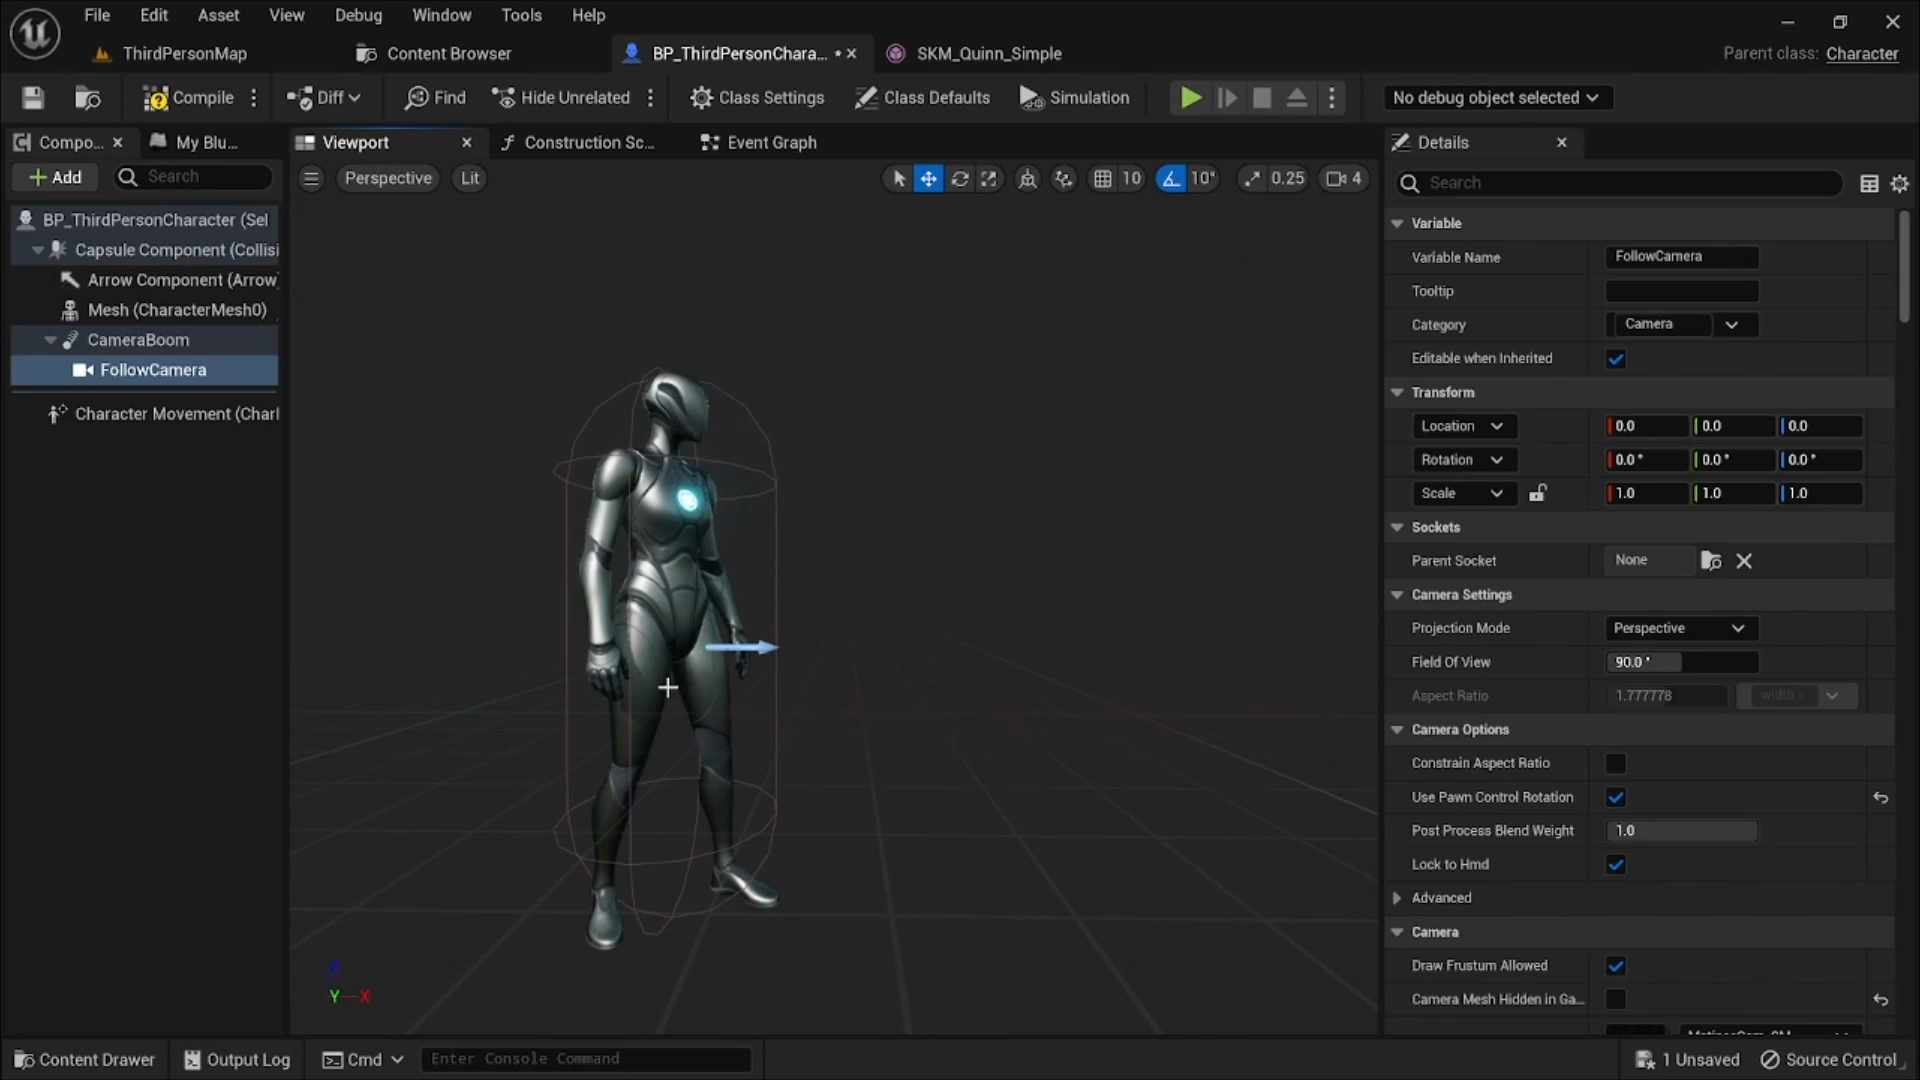 File Edit Asset View Debug Window Tools Help
ThirdPersonMap Content Browser BP_ThirdPersonChara... • SKM_Quinn_Simple Parent class: Character
Compile Diff Find Hide Unrelated Class Settings Class Defaults Simulation No debug object selected
Compo... My Blu... Viewport Construction Sc... Event Graph Details
+ Add Search Perspective Lit 10 10° 0.25 4 Search
BP_ThirdPersonCharacter (Sel
Capsule Component (Collisi
Arrow Component (Arrow
Mesh (CharacterMesh0)
CameraBoom
FollowCamera
Character Movement (Charl
Variable
Variable Name FollowCamera
Tooltip
Category Camera
Editable when Inherited
Transform
Location 0.0 0.0 0.0
Rotation 0.0 ° 0.0 ° 0.0 °
Scale 1.0 1.0 1.0
Sockets
Parent Socket None
Camera Settings
Projection Mode Perspective
Field Of View 90.0 °
Aspect Ratio 1.777778
Camera Options
Constrain Aspect Ratio
Use Pawn Control Rotation
Post Process Blend Weight 1.0
Lock to Hmd
Advanced
Camera
Draw Frustum Allowed
Camera Mesh Hidden in Ga...
Z
Y X
Content Drawer Output Log Cmd Enter Console Command 1 Unsaved Source Control